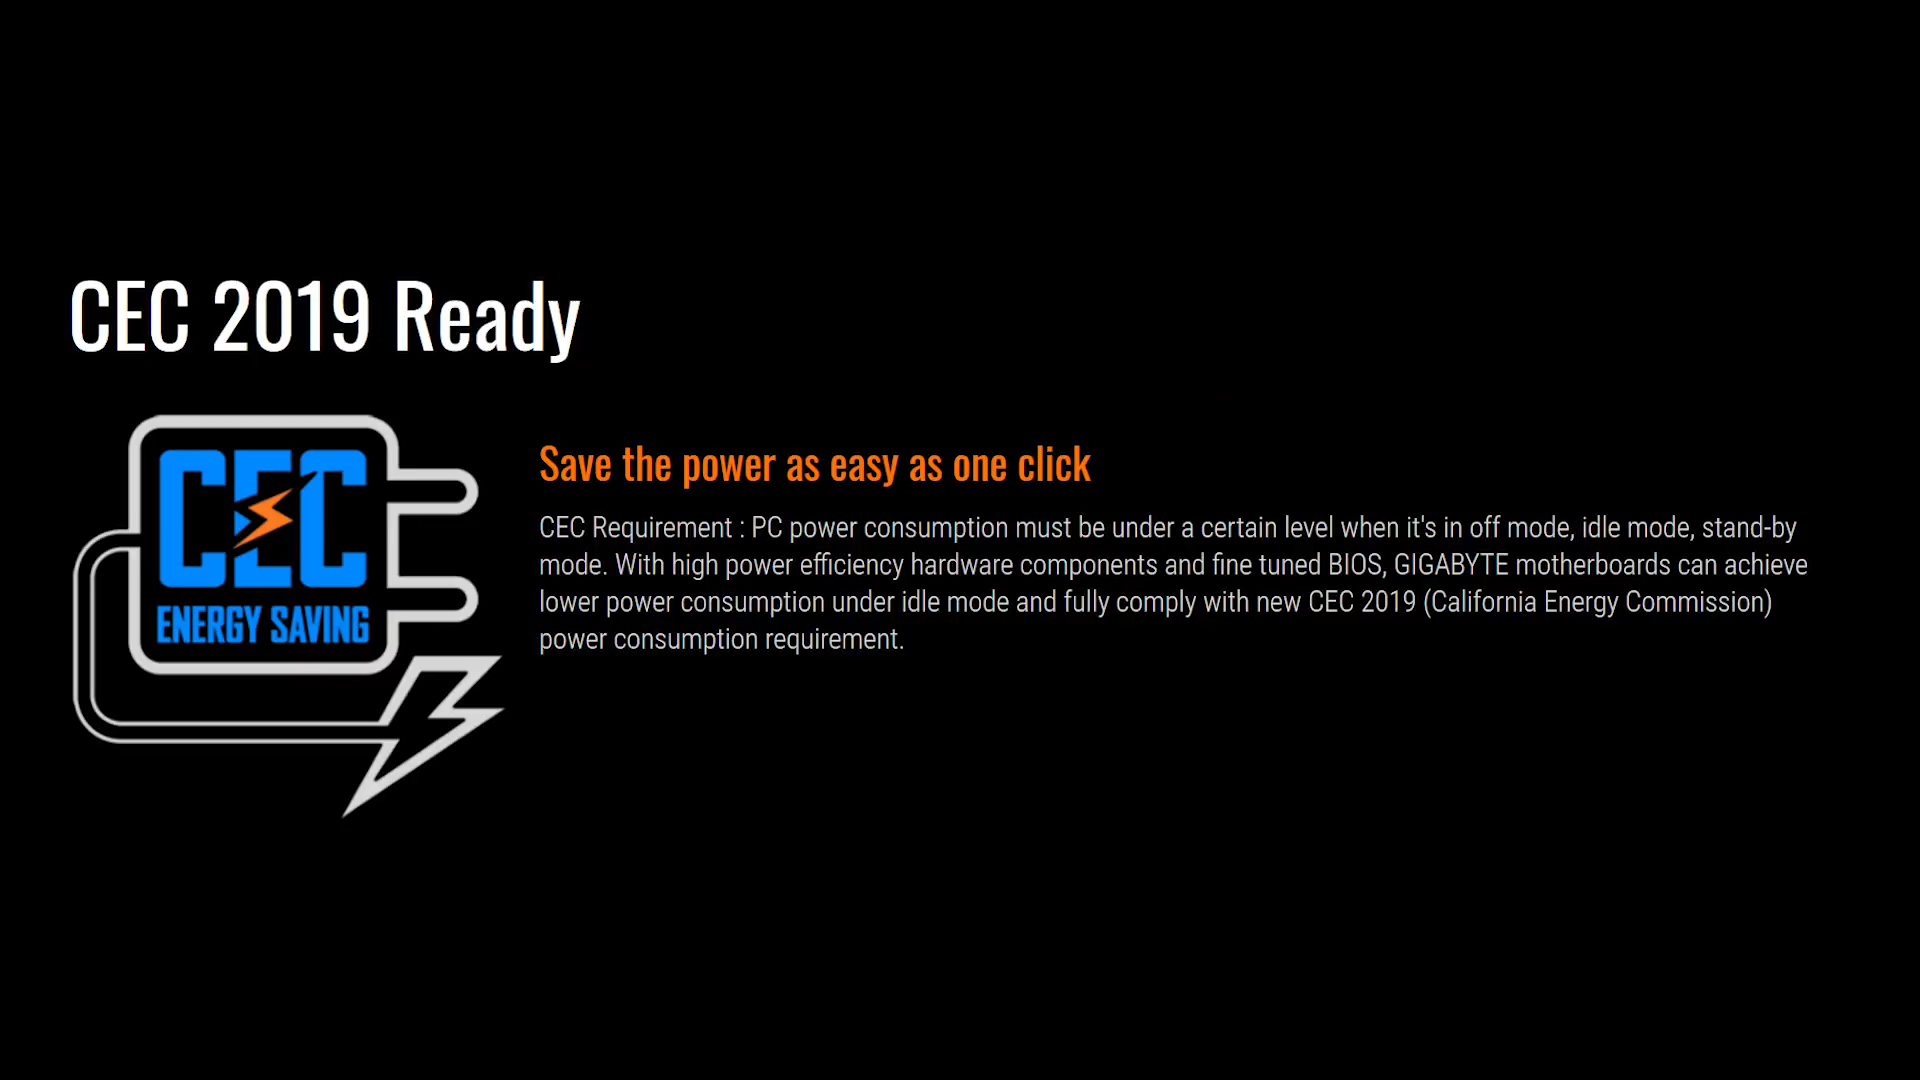 CEC 2019 Ready
CEC
ENERGY SAVING
Save the power as easy as one click
CEC Requirement : PC power consumption must be under a certain level when it's in off mode, idle mode, stand-by
mode. With high power efficiency hardware components and fine tuned BIOS, GIGABYTE motherboards can achieve
lower power consumption under idle mode and fully comply with new CEC 2019 (California Energy Commission)
power consumption requirement.